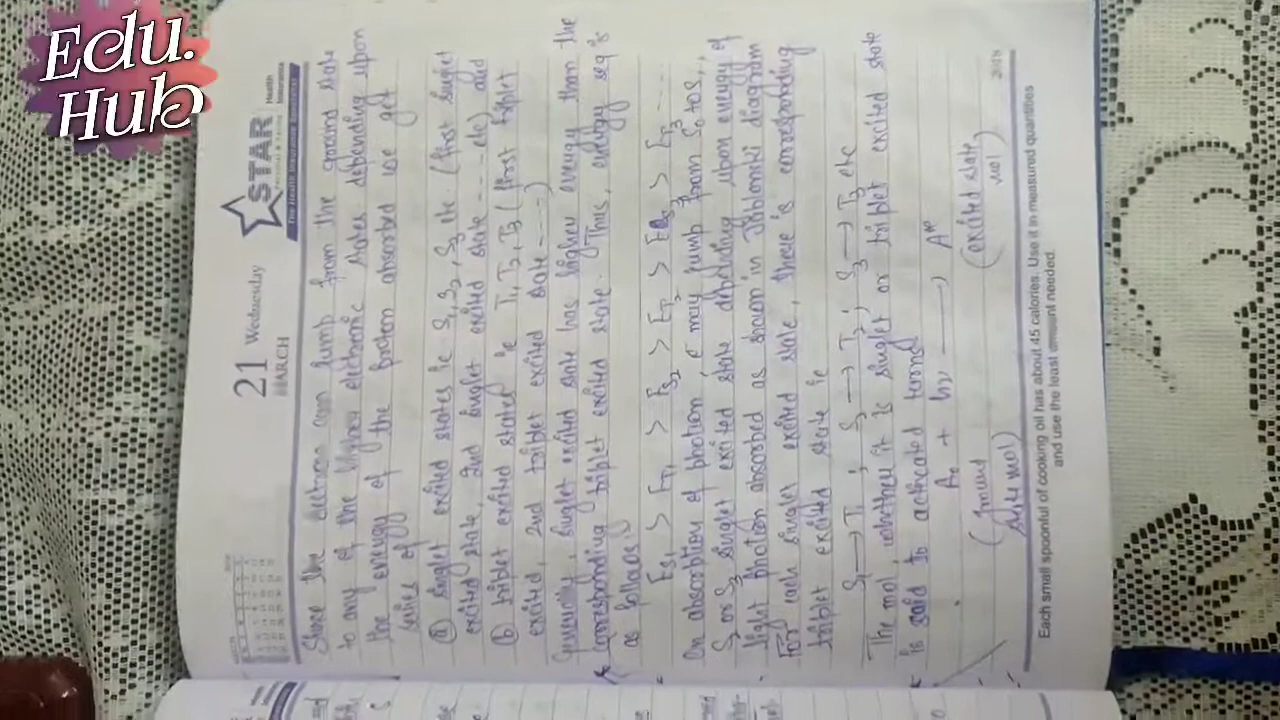 Edu.
Hub
STAR
Health
Insurance
The Health Insurance Specialist
21 Wednesday
MARCH
Since the electrons can jump from the ground state
to any of the higher electronic states depending upon
the energy of the photon absorbed we get
series of
(a) singlet excited states ie S1, S2, S3 etc (first singlet
excited state, 2nd singlet excited state ---- etc) and
(b) triplet excited states ie T1, T2, T3 (first triplet
excited, 2nd triplet excited state ----)
Generally, singlet excited state has higher energy than the
corresponding triplet excited state. Thus, energy seq is
as follows:
ES1 > ET1 > ES2 > ET2 > ES3 > ET3 ----
On absorption of photon, e may jump from S0 to S1,
S2 or S3 singlet excited state depending upon energy of
light photon absorbed as shown in Jablonski diagram
For each singlet excited state, there is corresponding
triplet excited state ie
S1 → T1 ; S2 → T2 ; S3 → T3 etc
The mol, whether it is singlet or triplet excited state
is said to activated terms
A0 + hν → A*
(ground state mol) (excited state mol)
2018
Each small spoonful of cooking oil has about 45 calories. Use it in measured quantities
and use the least amount needed.